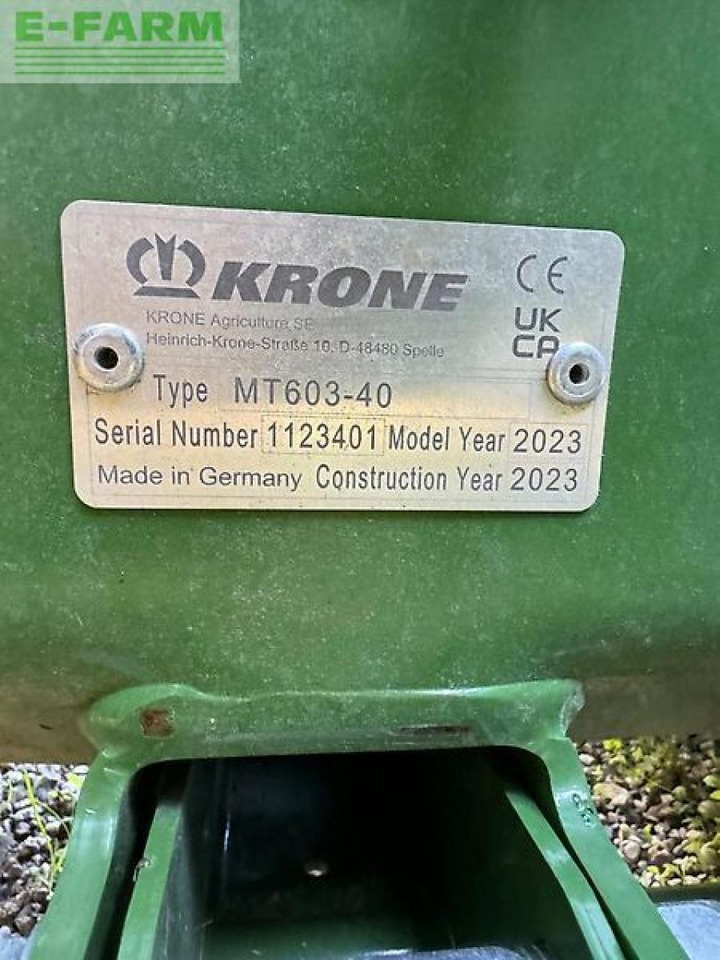 E-FARM
KRONE CE
KRONE Agriculture SE
UK
Heinrich-Krone-Straße 10, D-48480 Spelle
CA
Type MT603-40
Serial Number 1123401 Model Year 2023
Made in Germany Construction Year 2023